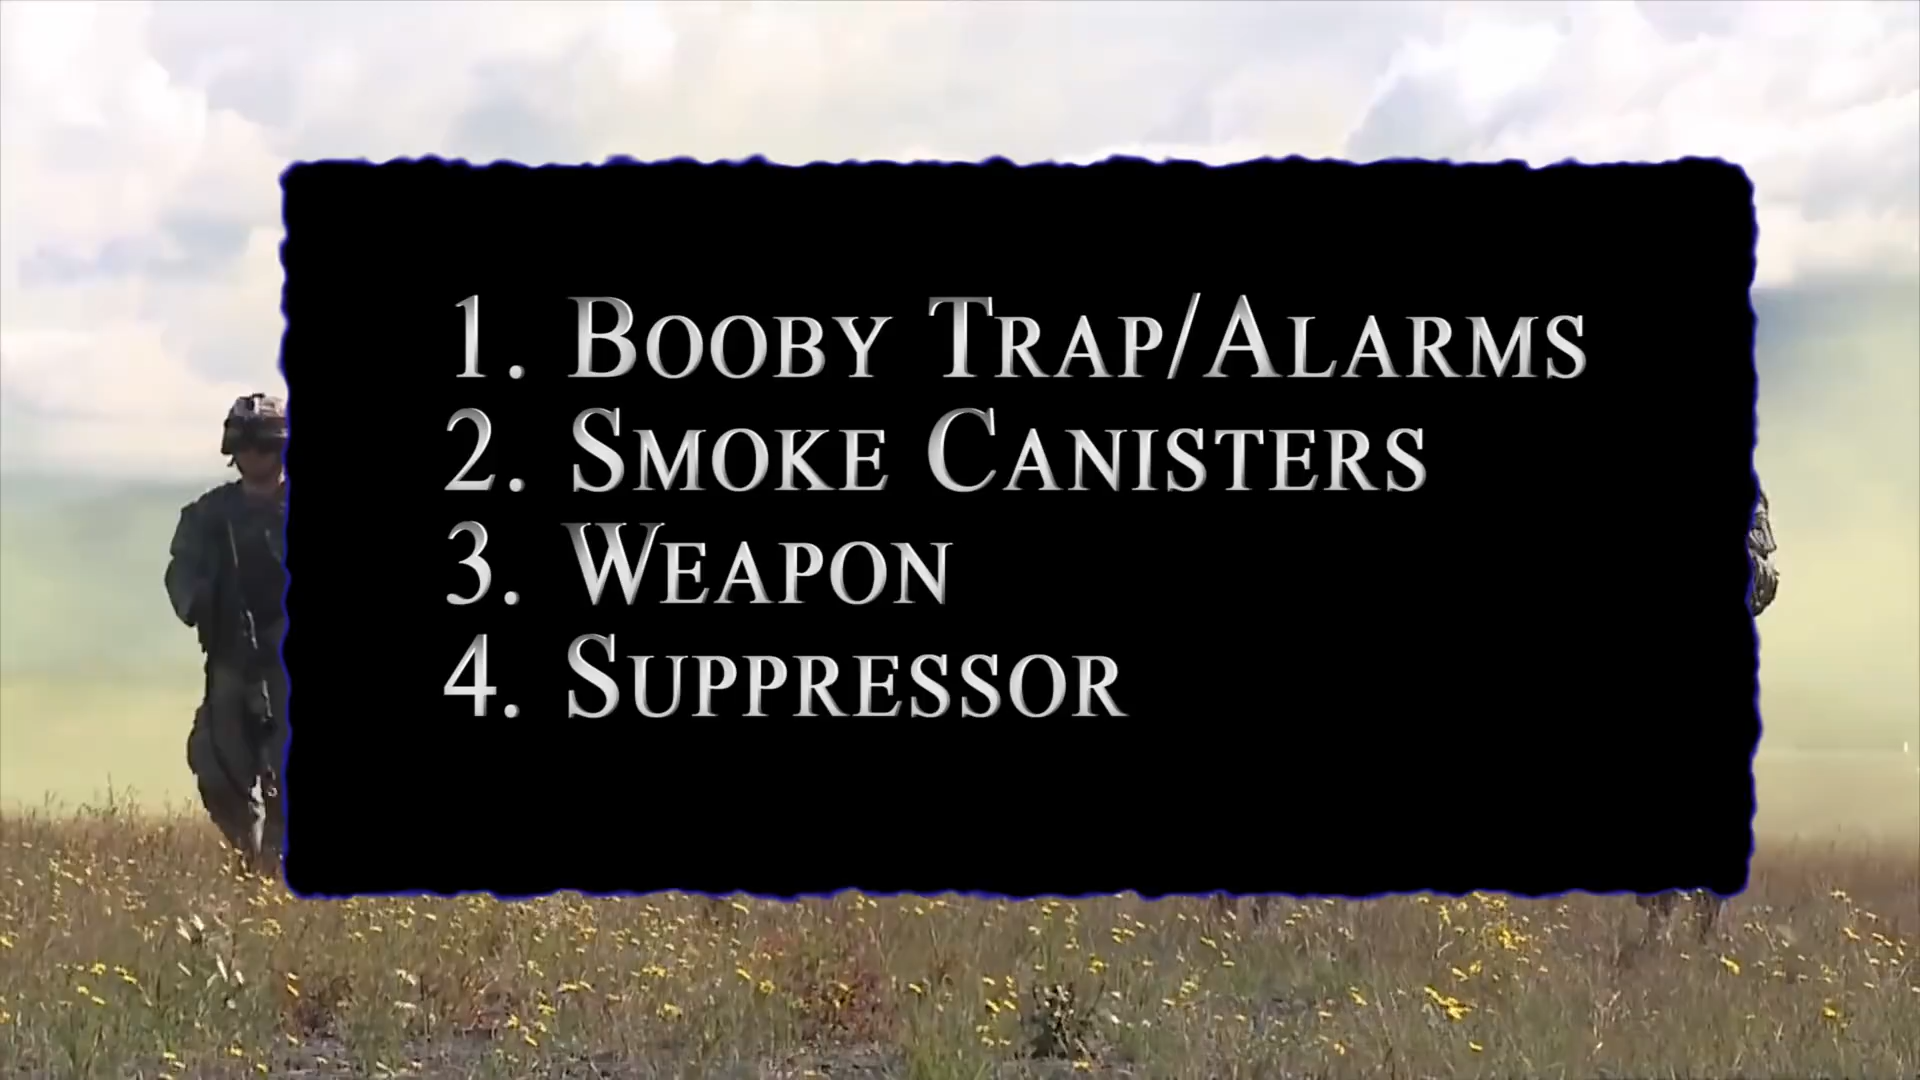 1. Booby Trap/Alarms
2. Smoke Canisters
3. Weapon
4. Suppressor